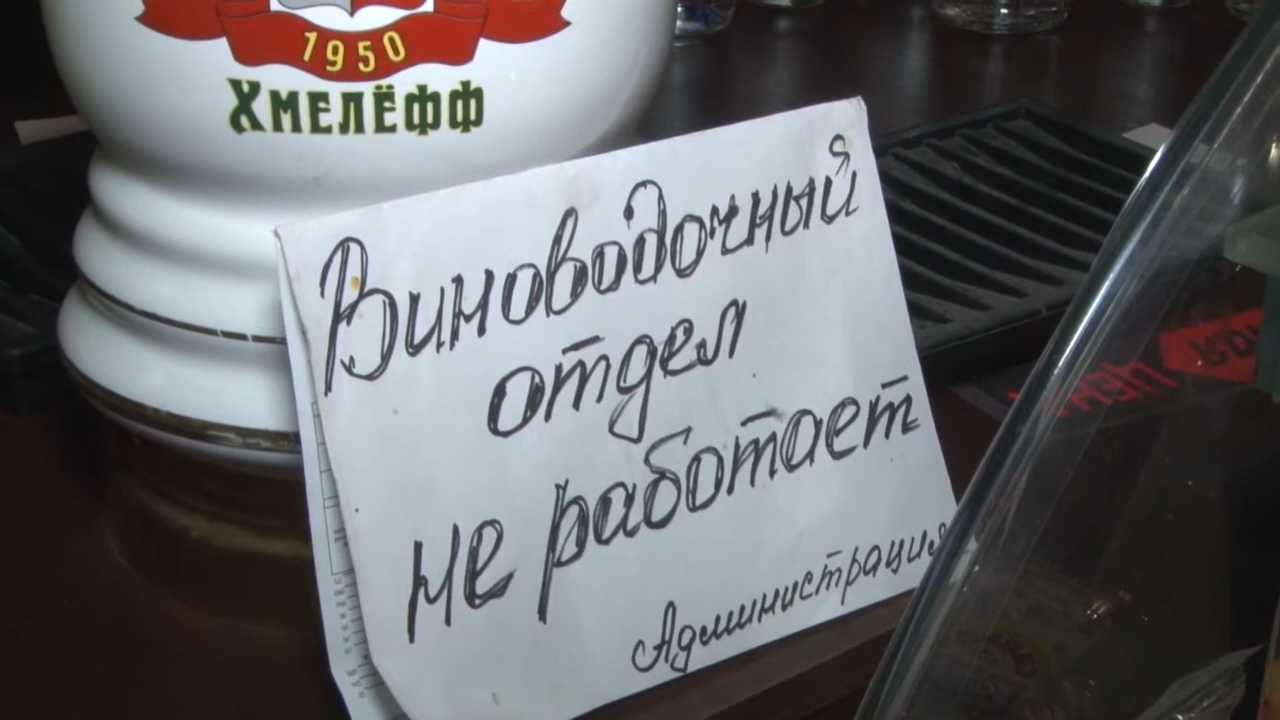 1950
ХМЕЛЁФФ
Виноводочный
отдел
не работает
Администрация